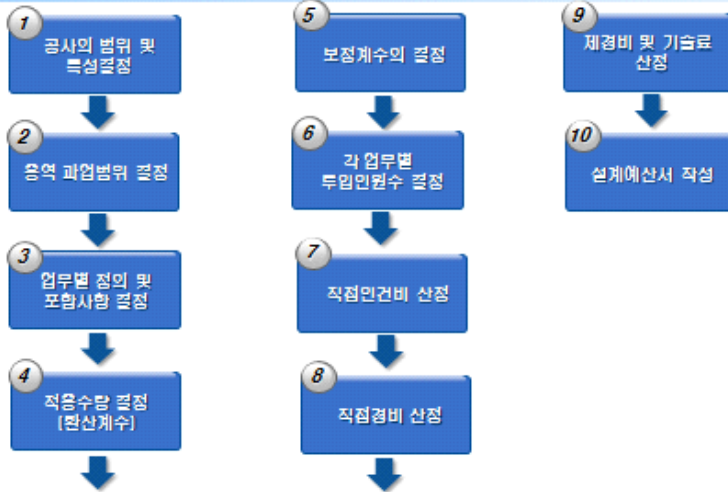 1
공사의 범위 및
특성결정
2
용역 과업범위 결정
3
업무별 정의 및
포함사항 결정
4
적용수량 결정
(환산계수)
5
보정계수의 결정
6
각 업무별
투입인원수 결정
7
직접인건비 산정
8
직접경비 산정
9
제경비 및 기술료
산정
10
설계예산서 작성